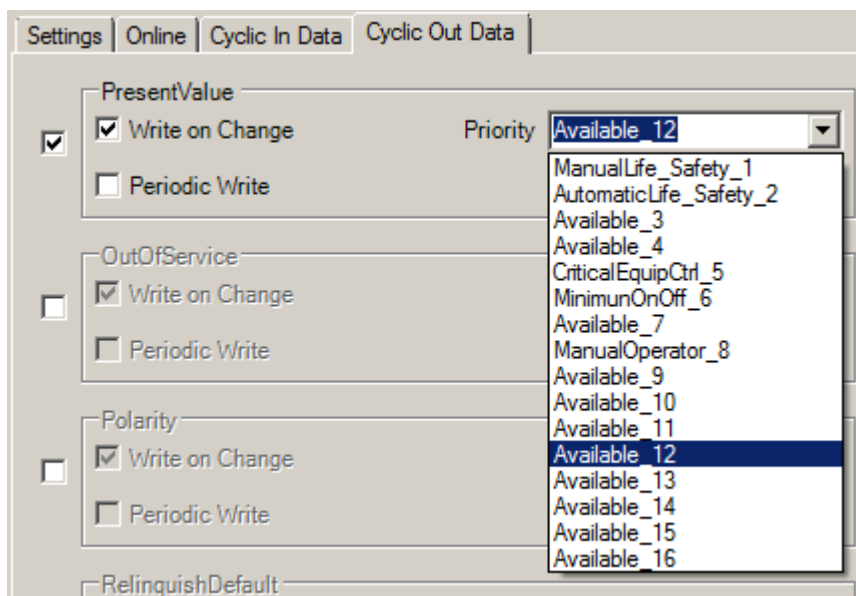 Settings Online Cyclic In Data Cyclic Out Data
PresentValue
Write on Change Priority Available_12
Periodic Write
ManualLife_Safety_1
AutomaticLife_Safety_2
Available_3
Available_4
CriticalEquipCtrl_5
MinimunOnOff_6
Available_7
ManualOperator_8
Available_9
Available_10
Available_11
Available_12
Available_13
Available_14
Available_15
Available_16
OutOfService
Write on Change
Periodic Write
Polarity
Write on Change
Periodic Write
RelinquishDefault